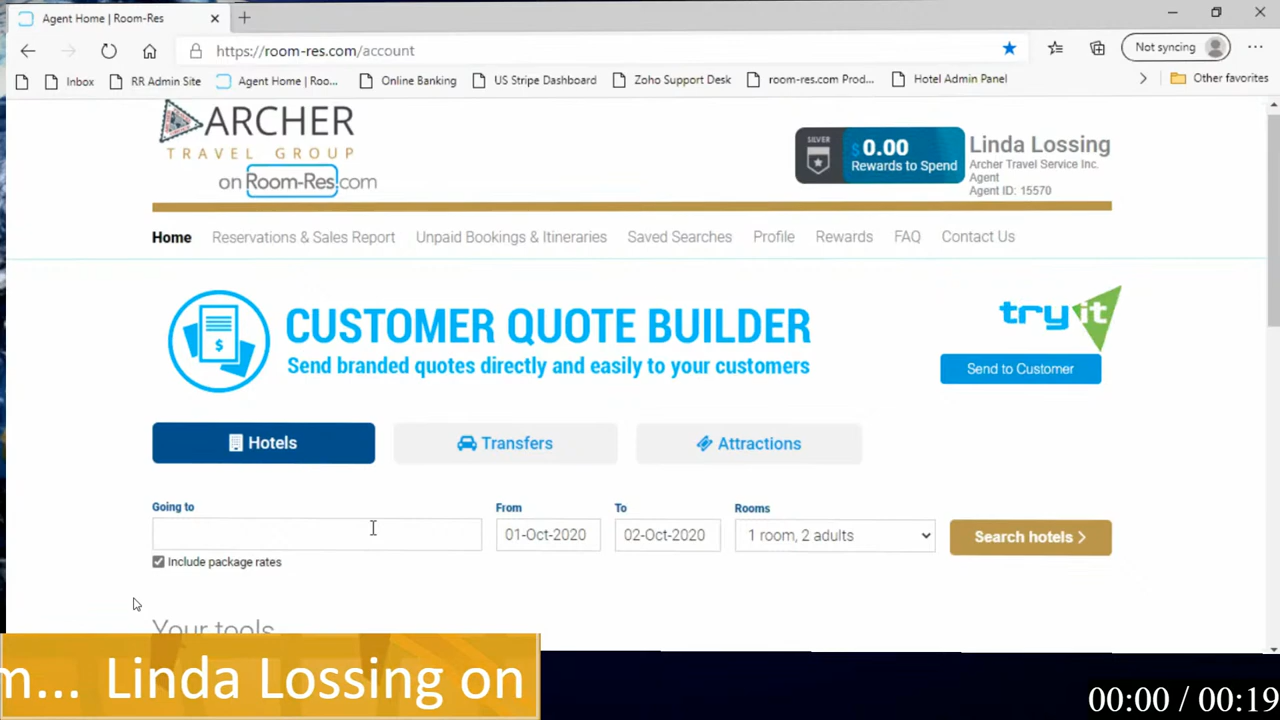 Agent Home | Room-Res
https://room-res.com/account
Not syncing
Inbox
RR Admin Site
Agent Home | Roo...
Online Banking
US Stripe Dashboard
Zoho Support Desk
room-res.com Prod...
Hotel Admin Panel
Other favorites
ARCHER
TRAVEL GROUP
on Room-Res.com
SILVER
$0.00
Rewards to Spend
Linda Lossing
Archer Travel Service Inc.
Agent
Agent ID: 15570
Home Reservations & Sales Report Unpaid Bookings & Itineraries Saved Searches Profile Rewards FAQ Contact Us
CUSTOMER QUOTE BUILDER
Send branded quotes directly and easily to your customers
$
try it
Send to Customer
Hotels Transfers Attractions
Going to From To Rooms
01-Oct-2020 02-Oct-2020 1 room, 2 adults Search hotels
Include package rates
Your tools
m... Linda Lossing on
00:00 / 00:19